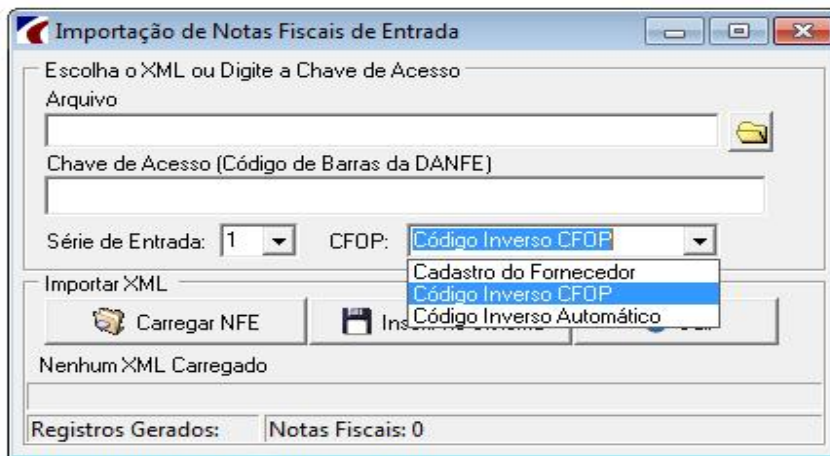 Importação de Notas Fiscais de Entrada
Escolha o XML ou Digite a Chave de Acesso
Arquivo
Chave de Acesso (Código de Barras da DANFE)
Série de Entrada: 1 CFOP: Código Inverso CFOP
Cadastro do Fornecedor
Código Inverso CFOP
Código Inverso Automático
Importar XML
Carregar NFE
Nenhum XML Carregado
Registros Gerados: Notas Fiscais: 0